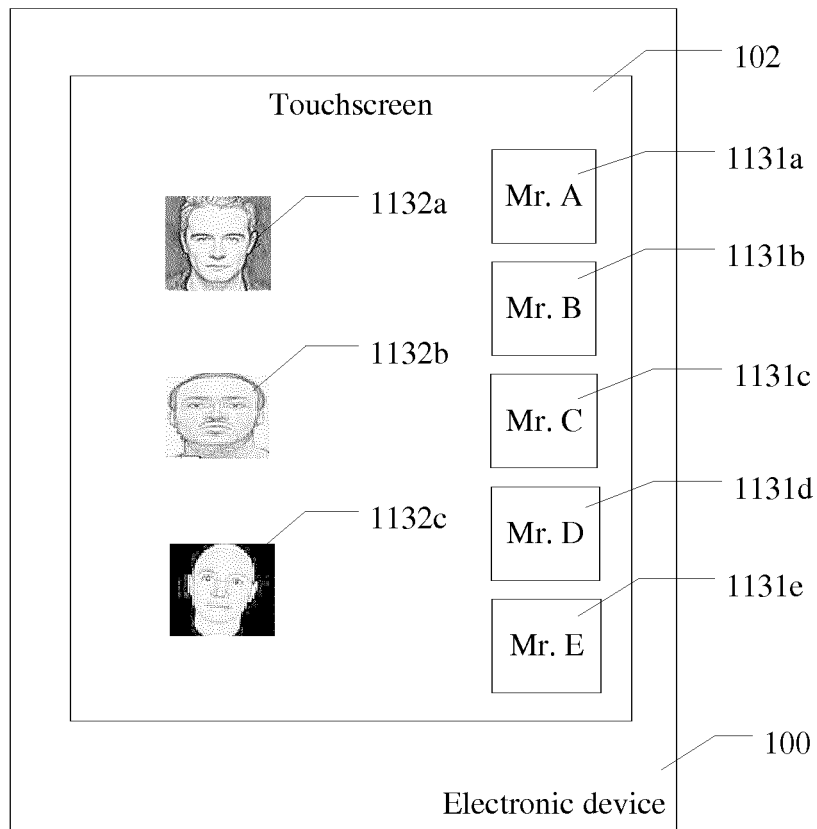 102
Touchscreen
1131a
Mr. A
1132a
1131b
Mr. B
1132b
1131c
Mr. C
1131d
1132c
Mr. D
1131e
Mr. E
100
Electronic device